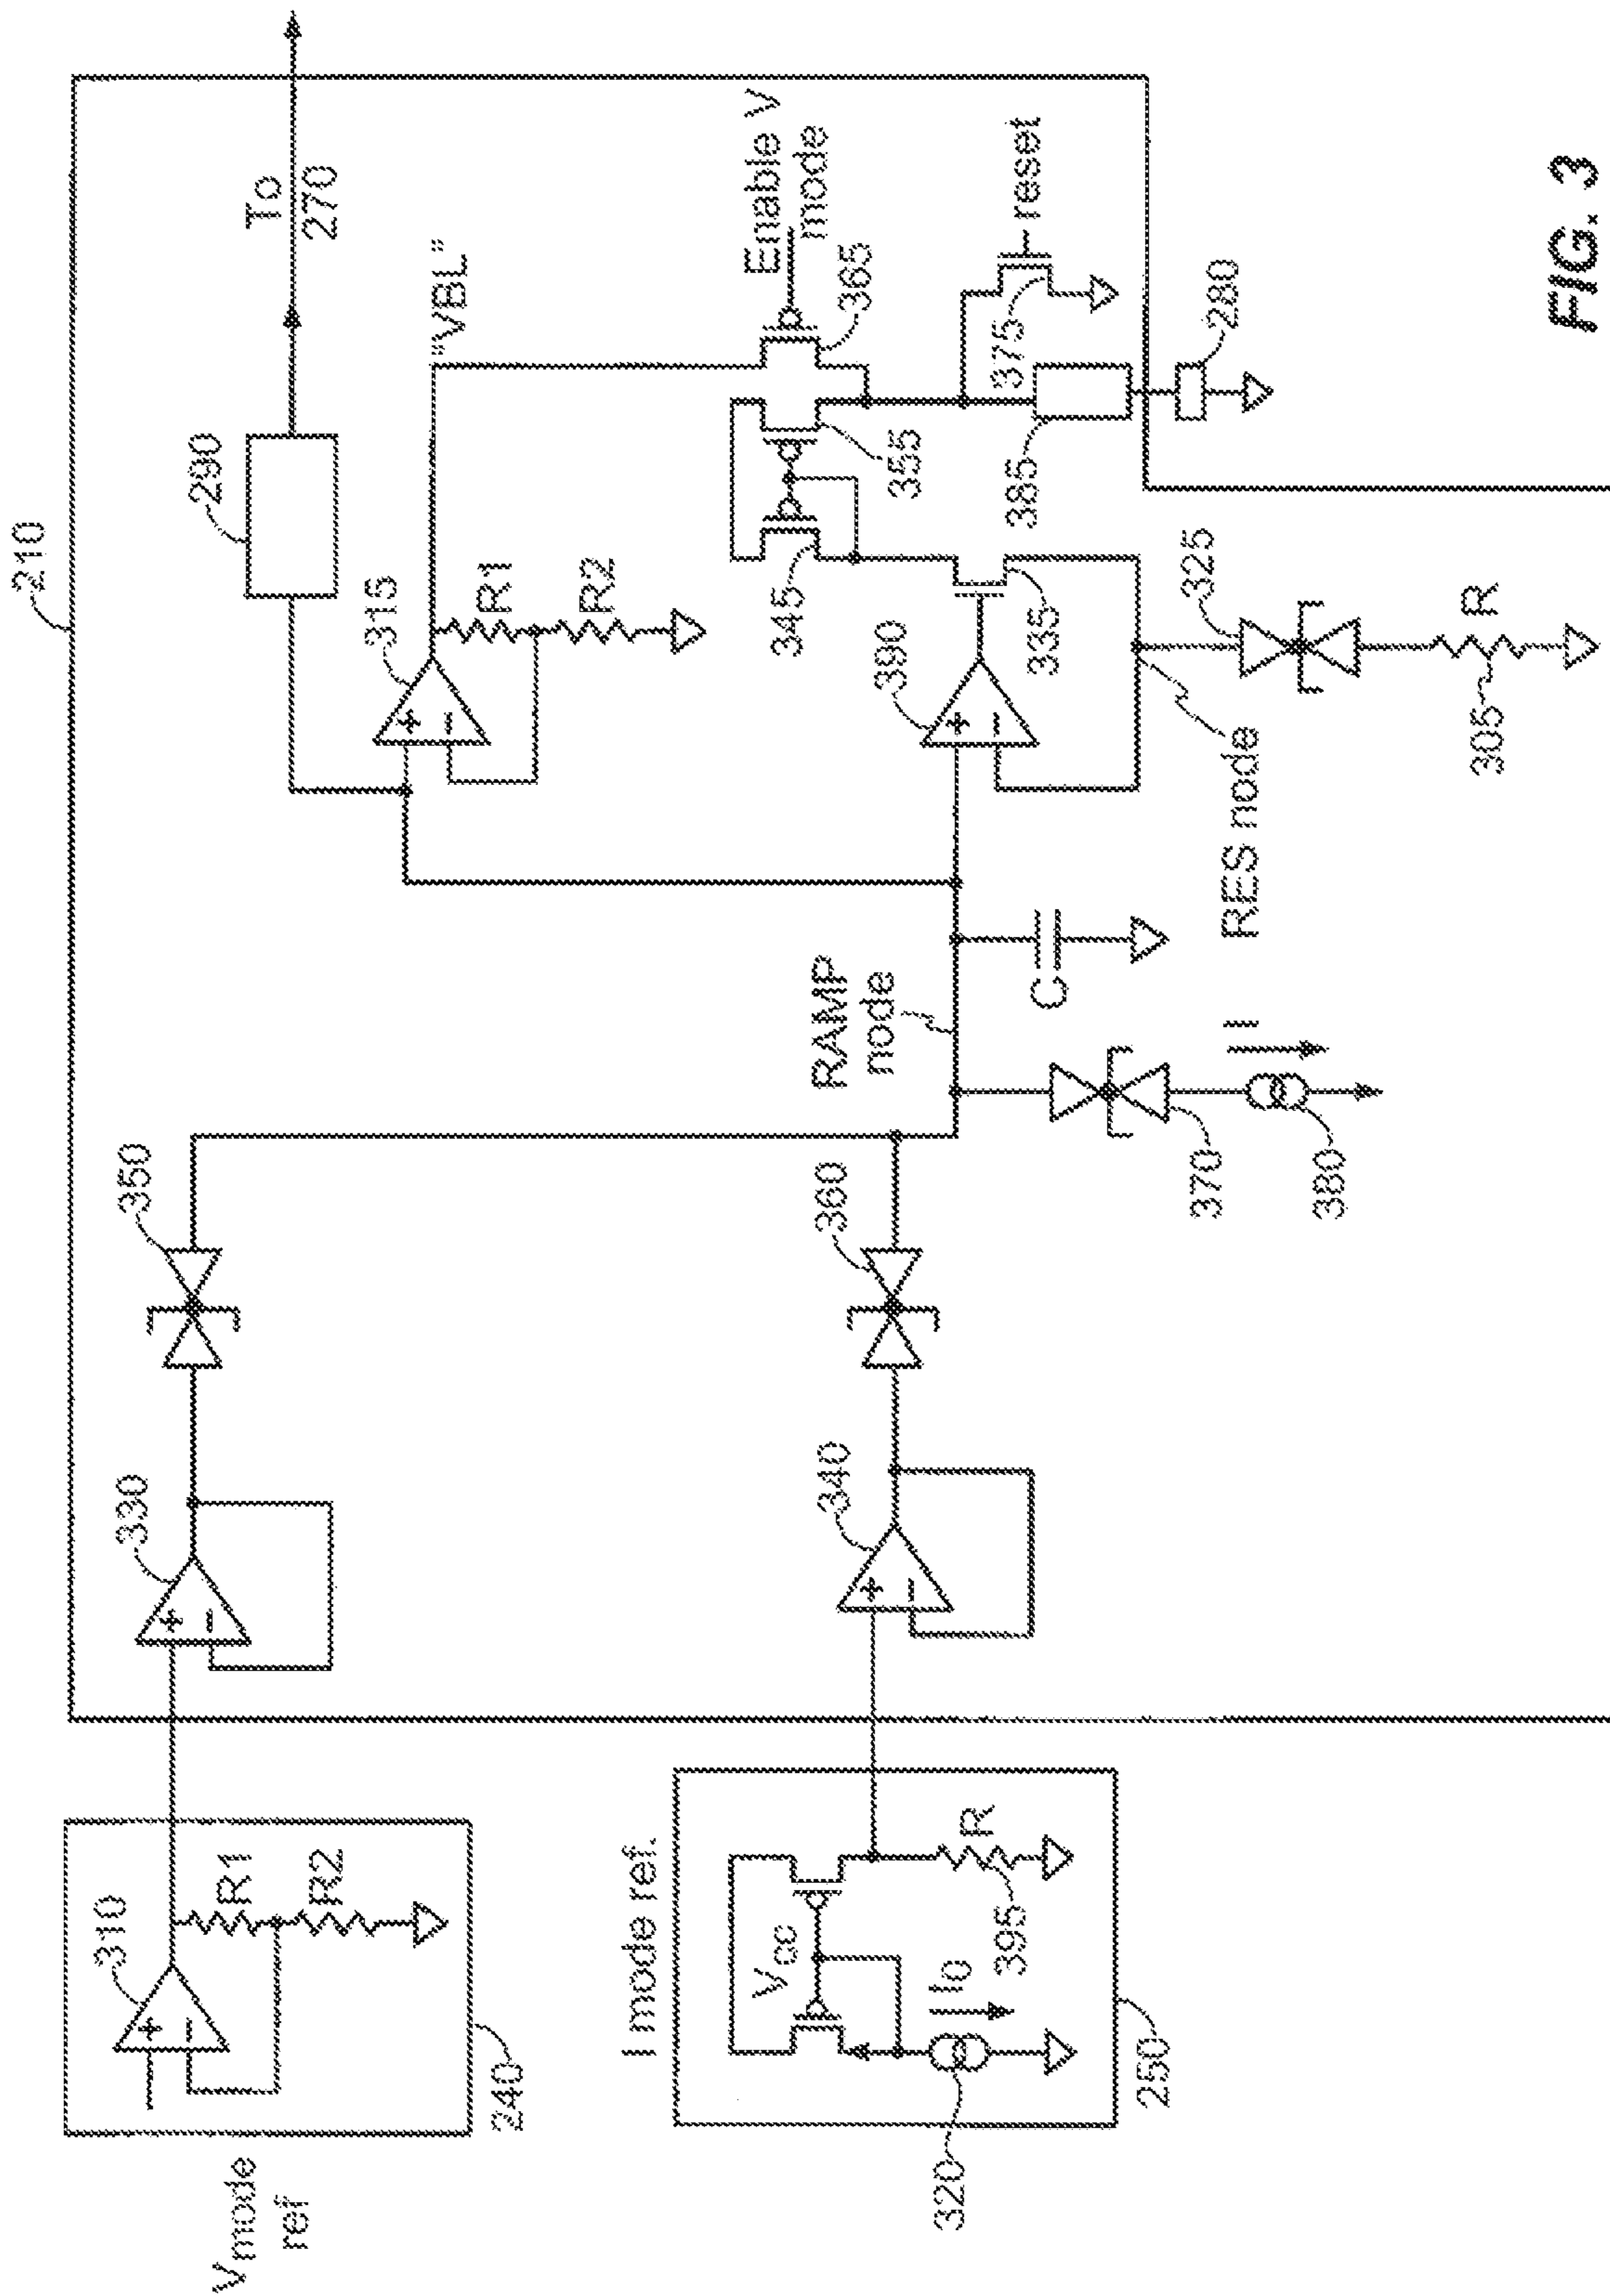 210
To
270
290
350
330
310
R1
R2
240
V mode
ref
315
R1
R2
"VBL"
Enable V
mode
365
355
345
reset
375
385
280
390
335
RES node
325
R
305
RAMP
node
C
370
I
380
360
340
I mode ref.
Vcc
I0
R
395
320
250
+
−
+
−
+
−
+
−
+
−
FIG. 3